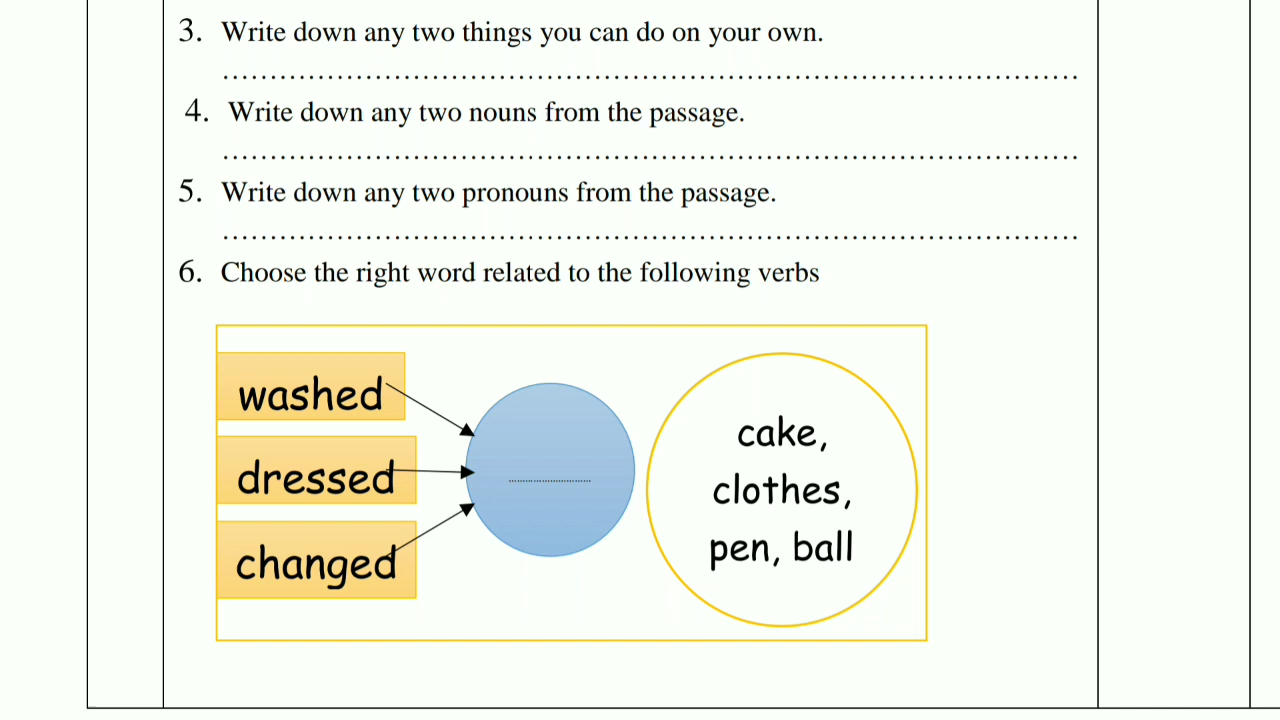 3. Write down any two things you can do on your own.
................................................................................
4. Write down any two nouns from the passage.
................................................................................
5. Write down any two pronouns from the passage.
................................................................................
6. Choose the right word related to the following verbs
washed
dressed
changed
..............................
cake,
clothes,
pen, ball